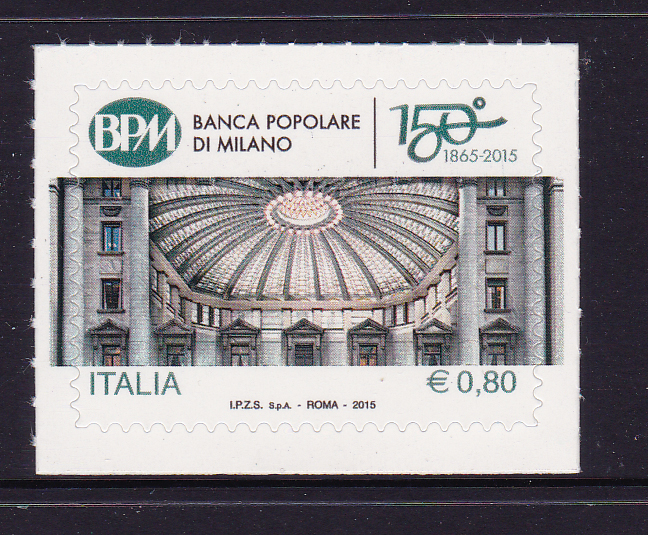 BPM
BANCA POPOLARE
DI MILANO
150°
1865-2015
ITALIA
€ 0,80
I.P.Z.S. S.p.A. - ROMA - 2015